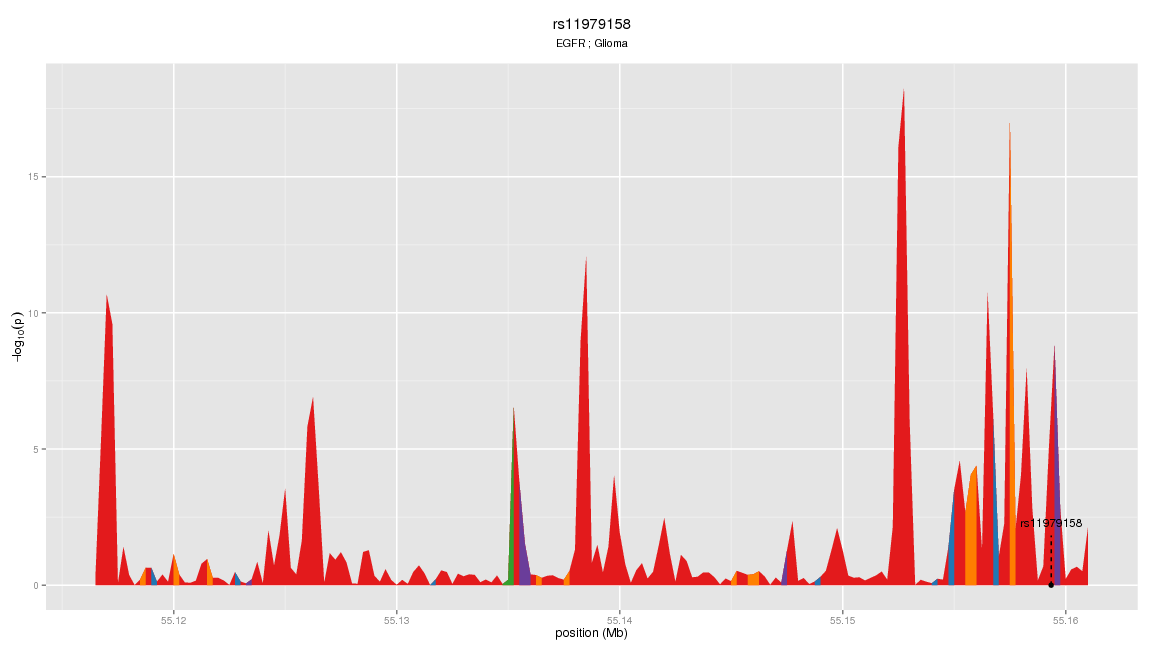 rs11979158
EGFR ; Glioma
15
10
5
0
−log10(p)
rs11979158
55.12
55.13
55.14
55.15
55.16
position (Mb)